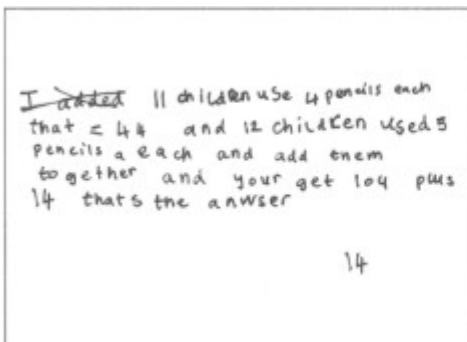 I added 11 children use 4 pencils each
that = 44 and 12 children used 5
pencils a each and add them
together and your get 104 plus
14 thats the anwser
14